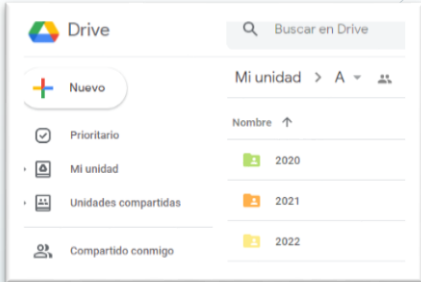 Drive
Buscar en Drive
Nuevo
Mi unidad > A
Nombre ↑
Prioritario
Mi unidad
Unidades compartidas
Compartido conmigo
2020
2021
2022